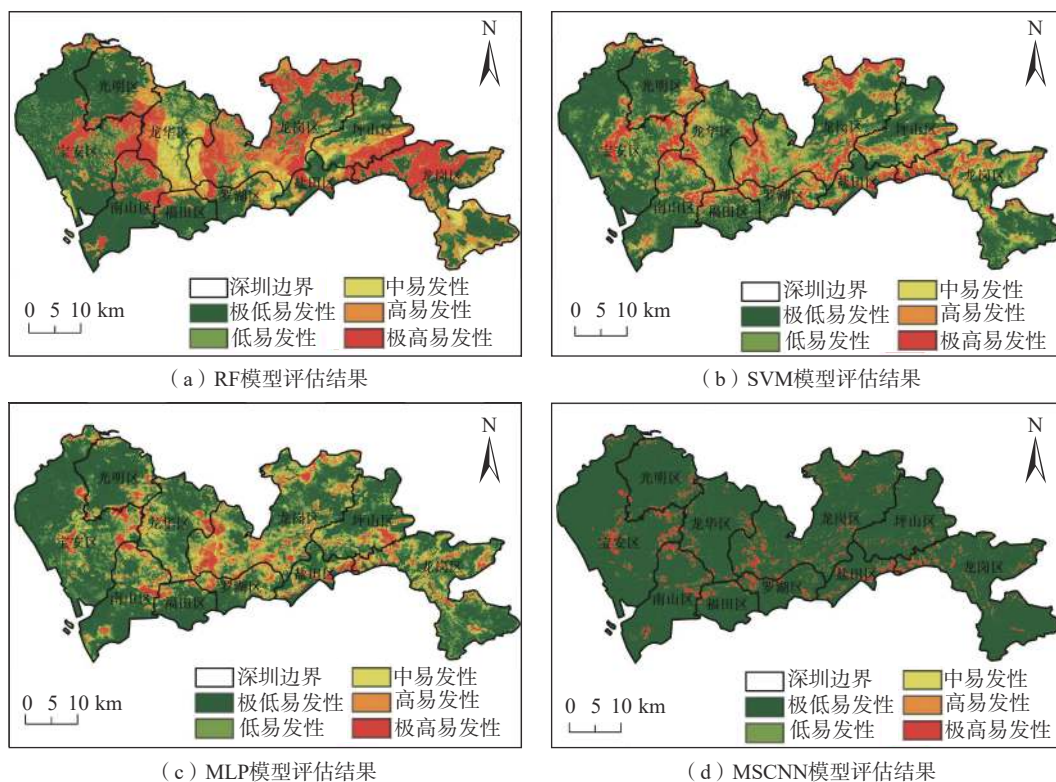 N
光明区
龙华区
龙岗区
坪山区
宝安区
盐田区
龙岗区
罗湖区
南山区
福田区
0 5 10 km
深圳边界
中易发性
极低易发性
高易发性
低易发性
极高易发性
(a)RF模型评估结果
N
光明区
龙华区
龙岗区
坪山区
宝安区
盐田区
龙岗区
罗湖区
南山区
福田区
0 5 10 km
深圳边界
中易发性
极低易发性
高易发性
低易发性
极高易发性
(b)SVM模型评估结果
N
光明区
龙华区
龙岗区
坪山区
宝安区
盐田区
龙岗区
罗湖区
南山区
福田区
0 5 10 km
深圳边界
中易发性
极低易发性
高易发性
低易发性
极高易发性
(c)MLP模型评估结果
N
光明区
龙华区
龙岗区
坪山区
宝安区
盐田区
龙岗区
罗湖区
南山区
福田区
0 5 10 km
深圳边界
中易发性
极低易发性
高易发性
低易发性
极高易发性
(d)MSCNN模型评估结果